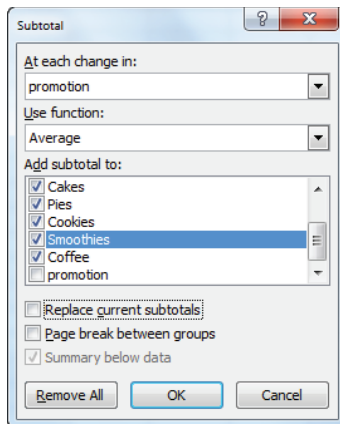 Subtotal
At each change in:
promotion
Use function:
Average
Add subtotal to:
Cakes
Pies
Cookies
Smoothies
Coffee
promotion
Replace current subtotals
Page break between groups
Summary below data
Remove All OK Cancel